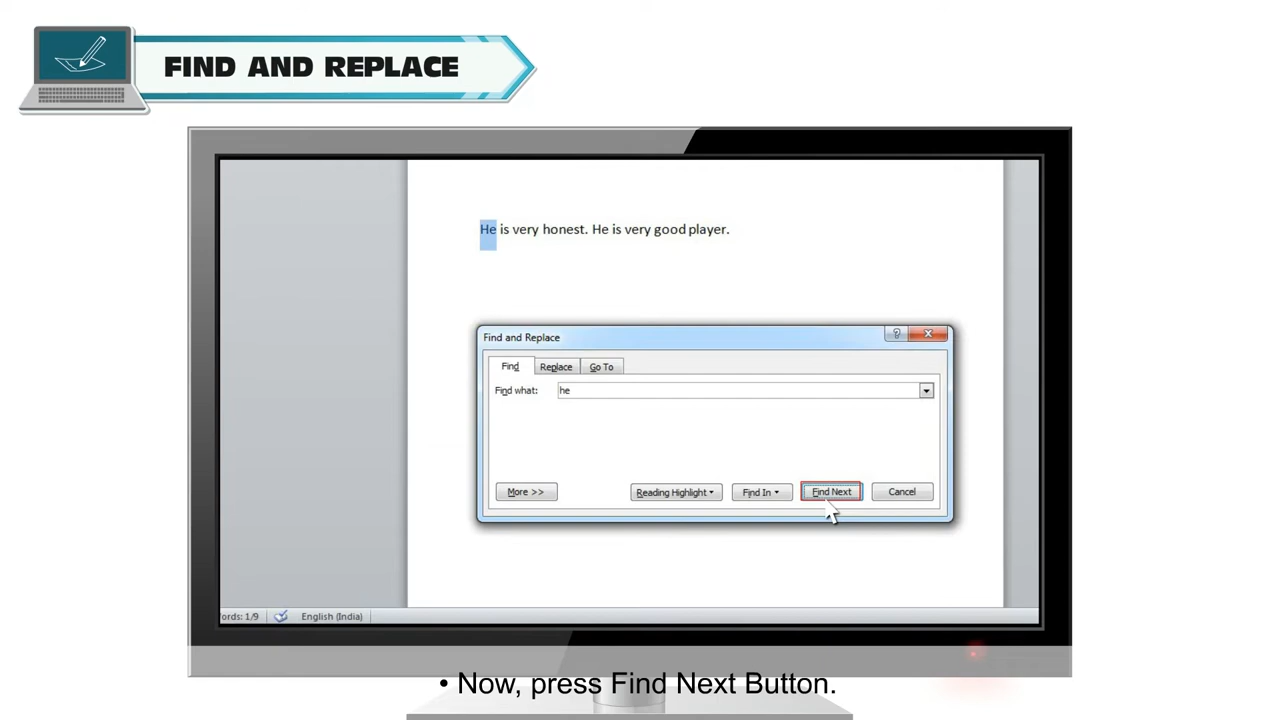 FIND AND REPLACE
He is very honest. He is very good player.
Find and Replace
?
Find Replace Go To
Find what: he
More >> Reading Highlight Find In Find Next Cancel
ords: 1/9 English (India)
• Now, press Find Next Button.